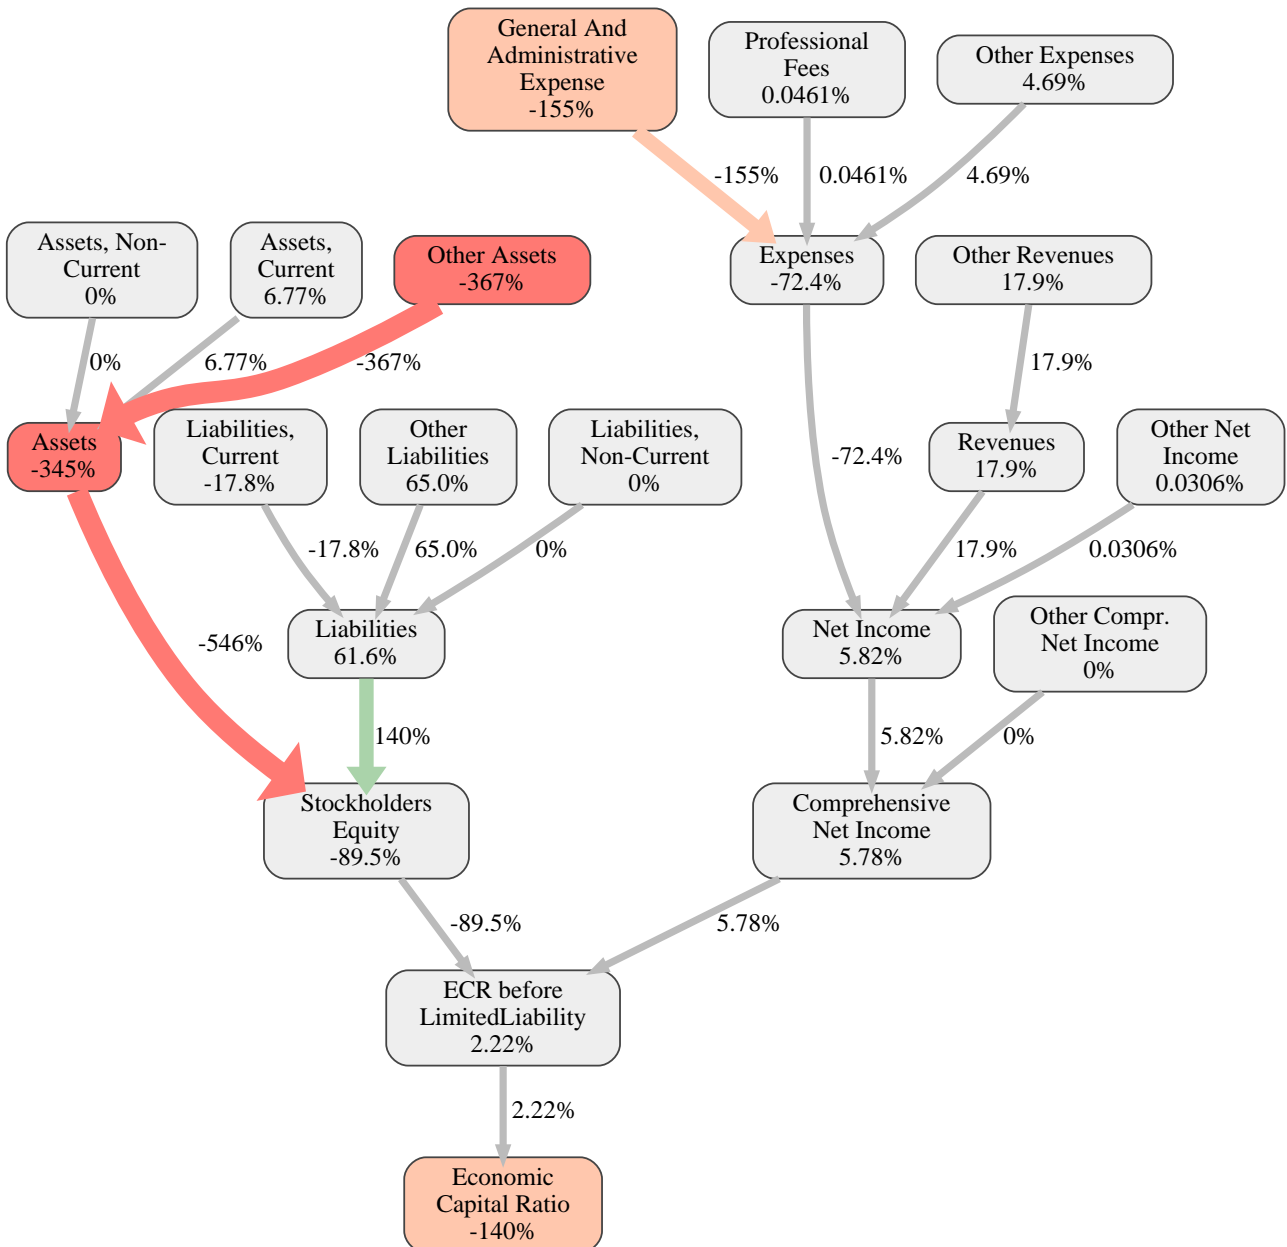 General And
Administrative
Expense
-155%
Professional
Fees
0.0461%
Other Expenses
4.69%
-155%
0.0461%
4.69%
Assets, Non-
Current
0%
Assets,
Current
6.77%
Other Assets
-367%
Expenses
-72.4%
Other Revenues
17.9%
0%
6.77%
-367%
17.9%
Assets
-345%
Liabilities,
Current
-17.8%
Other
Liabilities
65.0%
Liabilities,
Non-Current
0%
-72.4%
Revenues
17.9%
Other Net
Income
0.0306%
-17.8%
65.0%
0%
17.9%
0.0306%
-546%
Liabilities
61.6%
Net Income
5.82%
Other Compr.
Net Income
0%
140%
5.82%
0%
Stockholders
Equity
-89.5%
Comprehensive
Net Income
5.78%
-89.5%
5.78%
ECR before
LimitedLiability
2.22%
2.22%
Economic
Capital Ratio
-140%